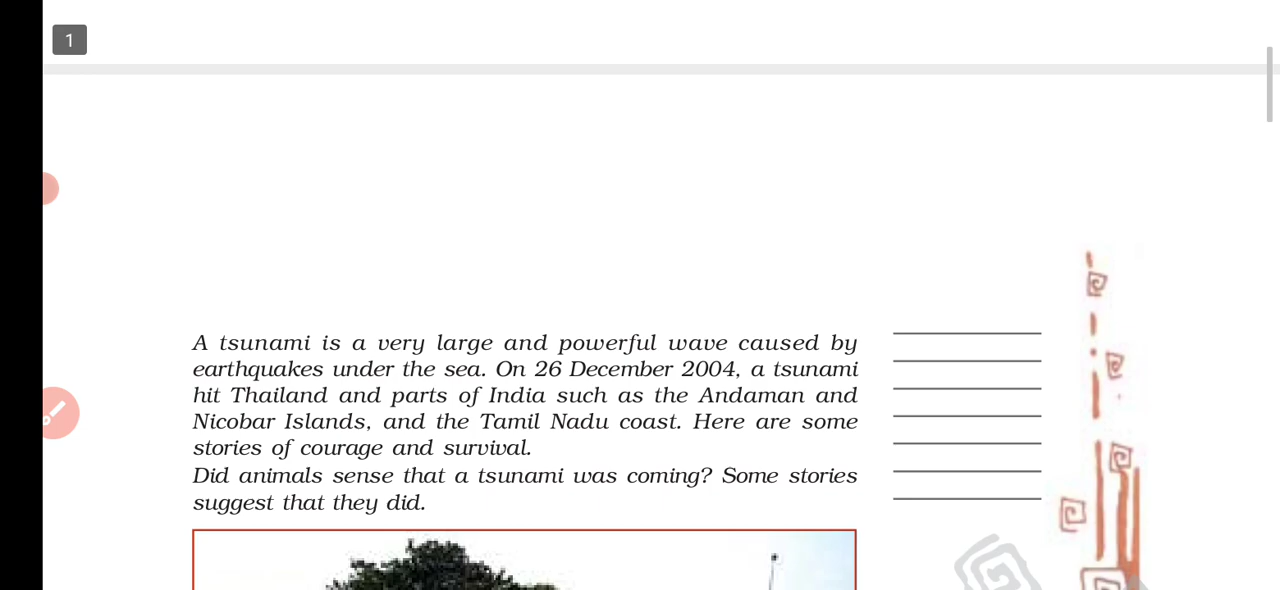 1
A tsunami is a very large and powerful wave caused by
earthquakes under the sea. On 26 December 2004, a tsunami
hit Thailand and parts of India such as the Andaman and
Nicobar Islands, and the Tamil Nadu coast. Here are some
stories of courage and survival.
Did animals sense that a tsunami was coming? Some stories
suggest that they did.